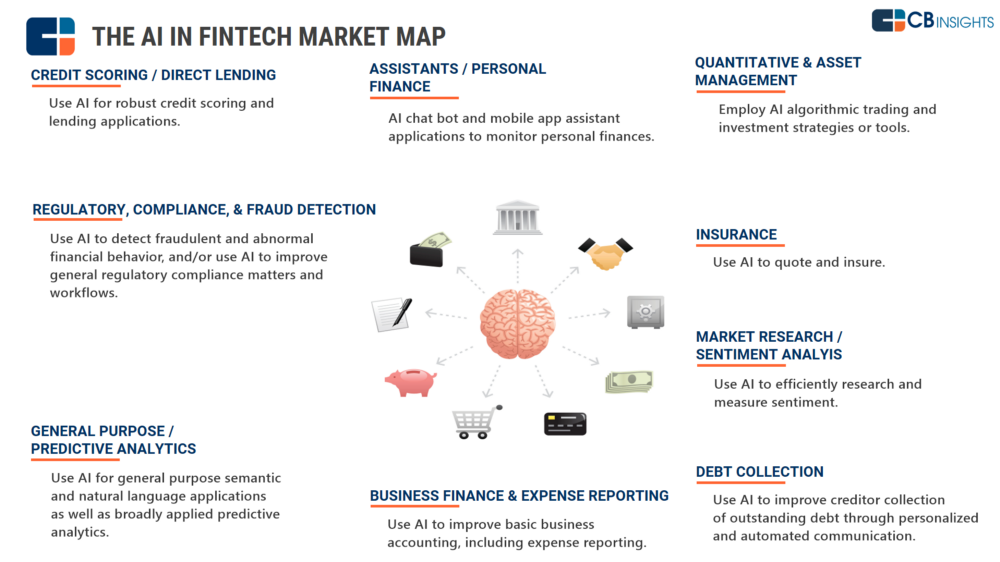 THE AI IN FINTECH MARKET MAP
CB INSIGHTS
CREDIT SCORING / DIRECT LENDING
Use AI for robust credit scoring and
lending applications.
ASSISTANTS / PERSONAL
FINANCE
AI chat bot and mobile app assistant
applications to monitor personal finances.
QUANTITATIVE & ASSET
MANAGEMENT
Employ AI algorithmic trading and
investment strategies or tools.
REGULATORY, COMPLIANCE, & FRAUD DETECTION
Use AI to detect fraudulent and abnormal
financial behavior, and/or use AI to improve
general regulatory compliance matters and
workflows.
INSURANCE
Use AI to quote and insure.
MARKET RESEARCH /
SENTIMENT ANALYIS
Use AI to efficiently research and
measure sentiment.
GENERAL PURPOSE /
PREDICTIVE ANALYTICS
Use AI for general purpose semantic
and natural language applications
as well as broadly applied predictive
analytics.
BUSINESS FINANCE & EXPENSE REPORTING
Use AI to improve basic business
accounting, including expense reporting.
DEBT COLLECTION
Use AI to improve creditor collection
of outstanding debt through personalized
and automated communication.